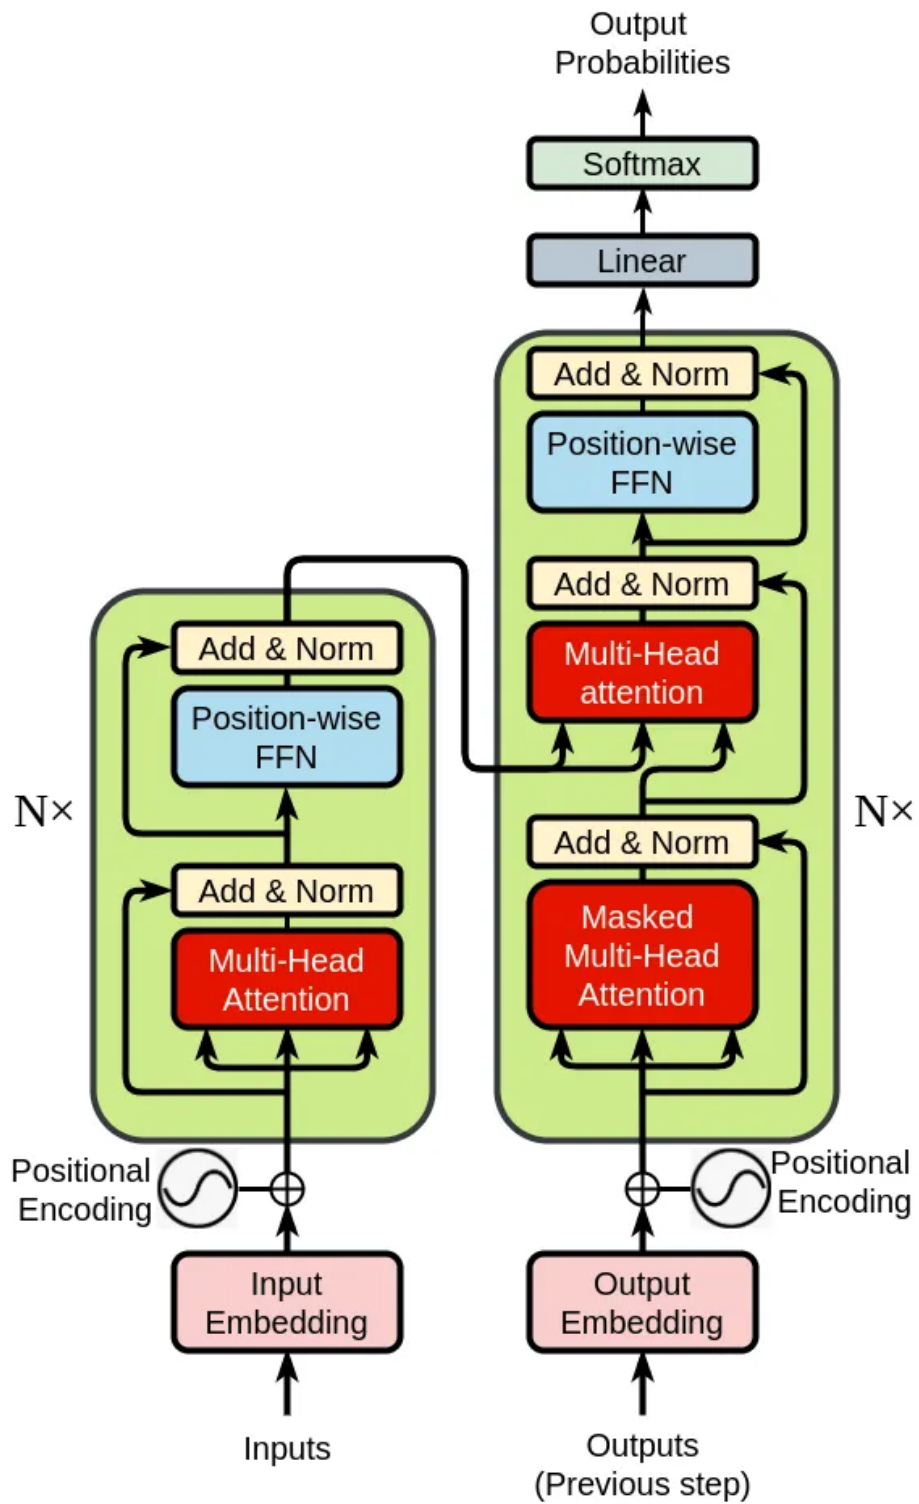 Output
Probabilities
Softmax
Linear
Add & Norm
Position-wise
FFN
Add & Norm
Multi-Head
attention
Add & Norm
Masked
Multi-Head
Attention
N×
Positional
Encoding
Output
Embedding
Outputs
(Previous step)
Add & Norm
Position-wise
FFN
Add & Norm
Multi-Head
Attention
N×
Positional
Encoding
Input
Embedding
Inputs